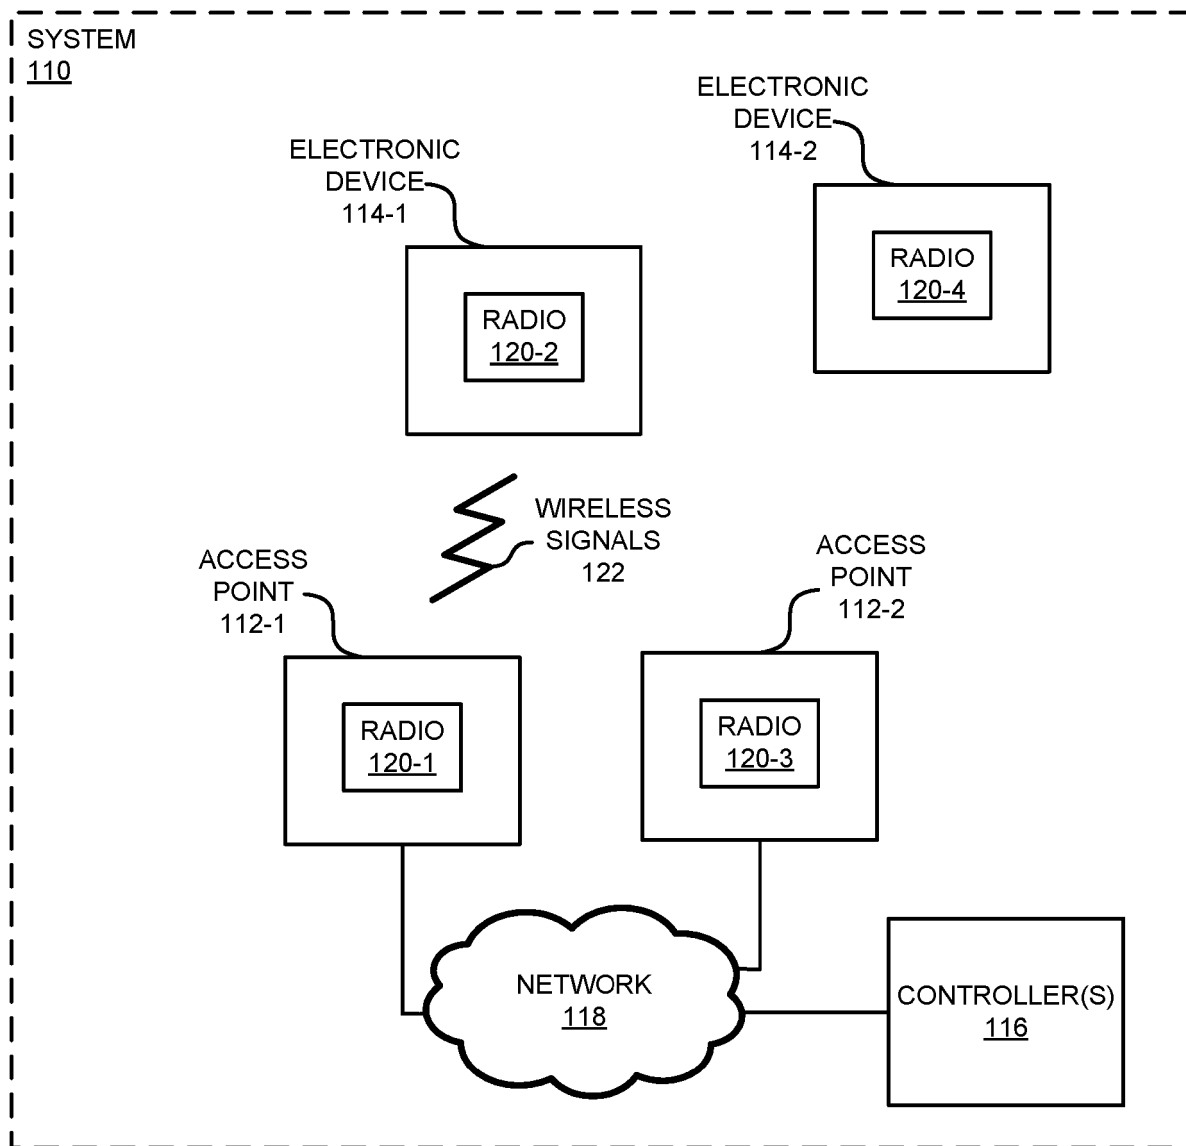 SYSTEM
110
ELECTRONIC
DEVICE
114-2
ELECTRONIC
DEVICE
114-1
RADIO
120-4
RADIO
120-2
WIRELESS
SIGNALS
122
ACCESS
POINT
112-1
ACCESS
POINT
112-2
RADIO
120-1
RADIO
120-3
NETWORK
118
CONTROLLER(S)
116